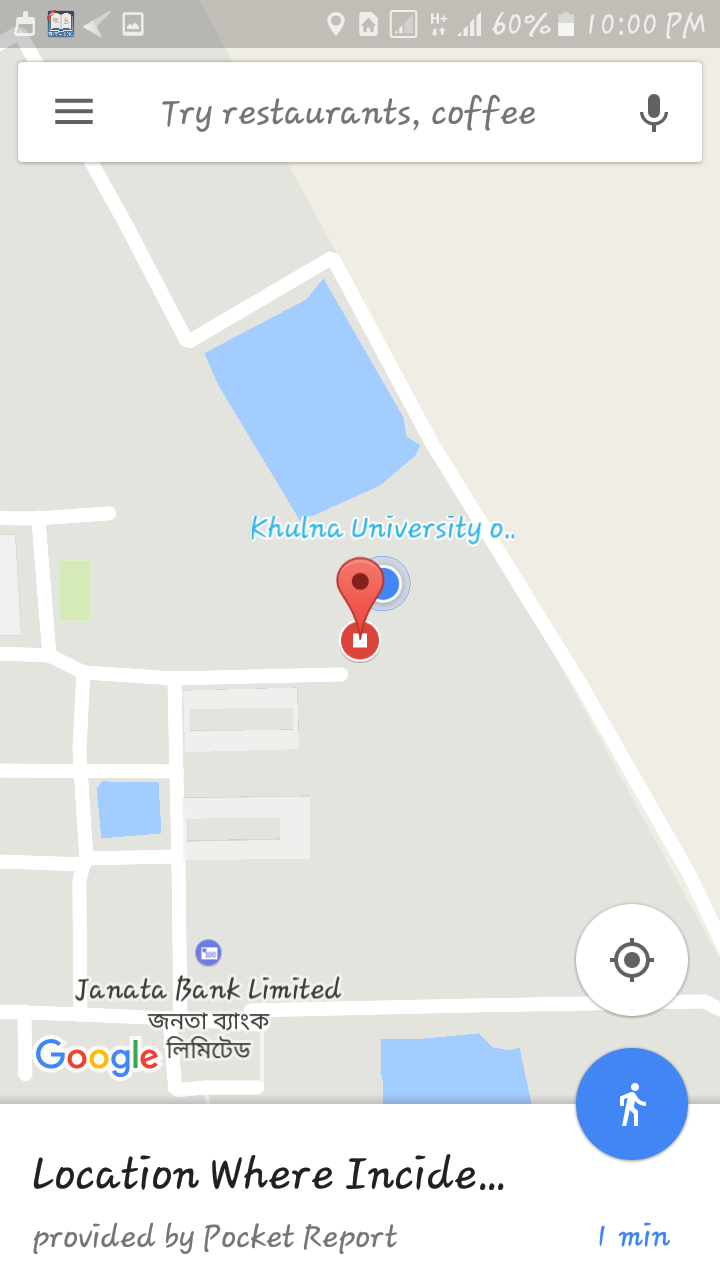 H+ 60% 10:00 PM
Try restaurants, coffee
Khulna University o..
Janata Bank Limited
জনতা ব্যাংক
লিমিটেড
Google
Location Where Incide...
provided by Pocket Report
1 min